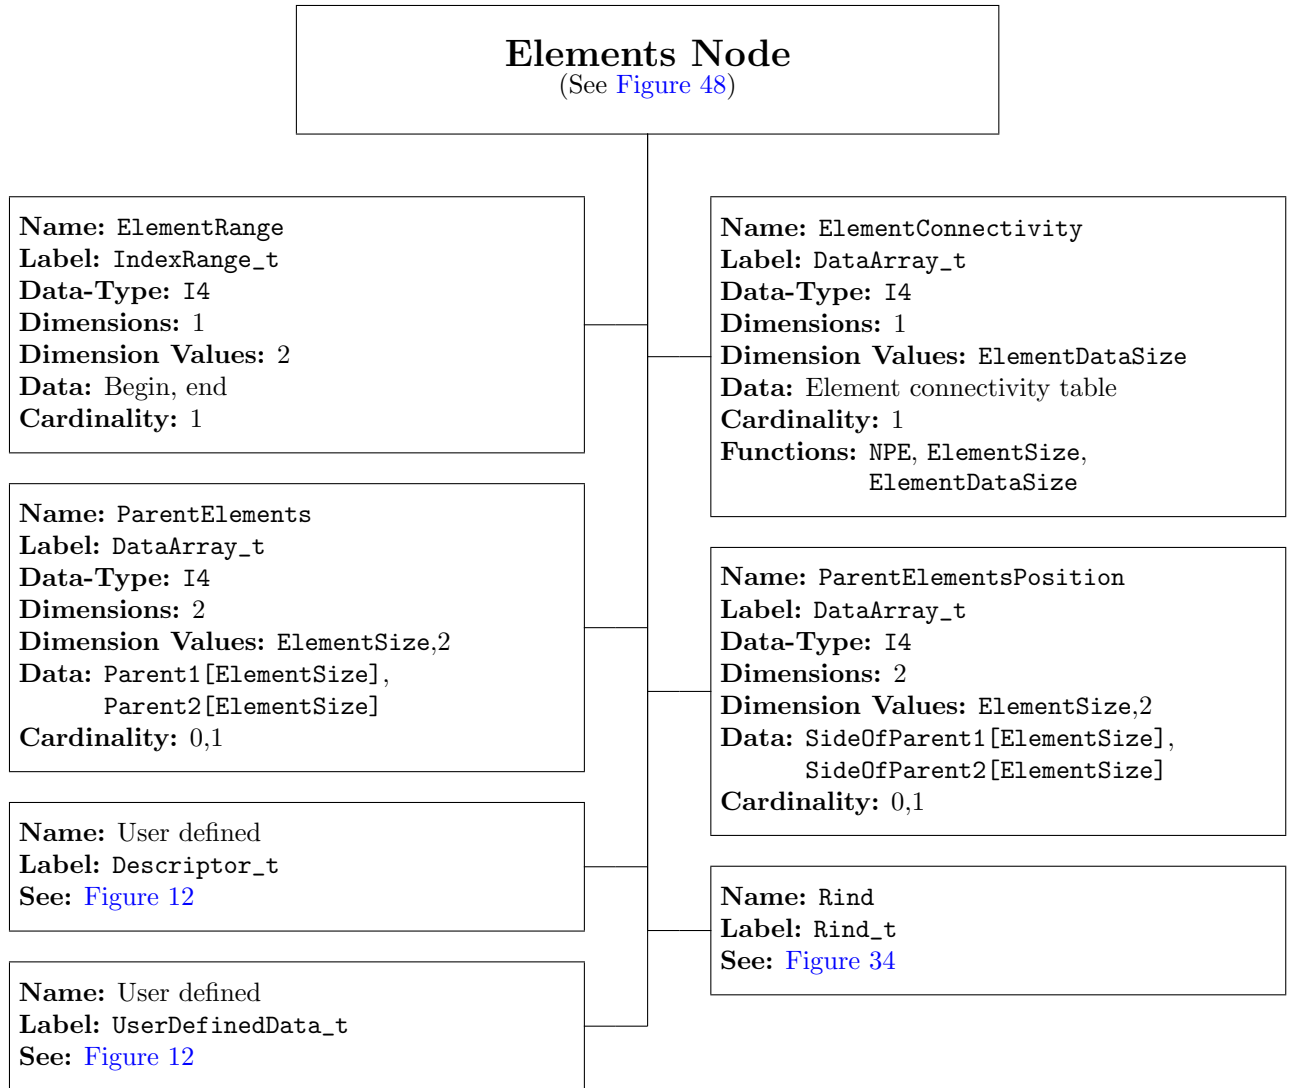 Elements Node
(See Figure 48)
Name: ElementRange
Label: IndexRange_t
Data-Type: I4
Dimensions: 1
Dimension Values: 2
Data: Begin, end
Cardinality: 1
Name: ElementConnectivity
Label: DataArray_t
Data-Type: I4
Dimensions: 1
Dimension Values: ElementDataSize
Data: Element connectivity table
Cardinality: 1
Functions: NPE, ElementSize,
ElementDataSize
Name: ParentElements
Label: DataArray_t
Data-Type: I4
Dimensions: 2
Dimension Values: ElementSize,2
Data: Parent1[ElementSize],
Parent2[ElementSize]
Cardinality: 0,1
Name: ParentElementsPosition
Label: DataArray_t
Data-Type: I4
Dimensions: 2
Dimension Values: ElementSize,2
Data: SideOfParent1[ElementSize],
SideOfParent2[ElementSize]
Cardinality: 0,1
Name: User defined
Label: Descriptor_t
See: Figure 12
Name: Rind
Label: Rind_t
See: Figure 34
Name: User defined
Label: UserDefinedData_t
See: Figure 12